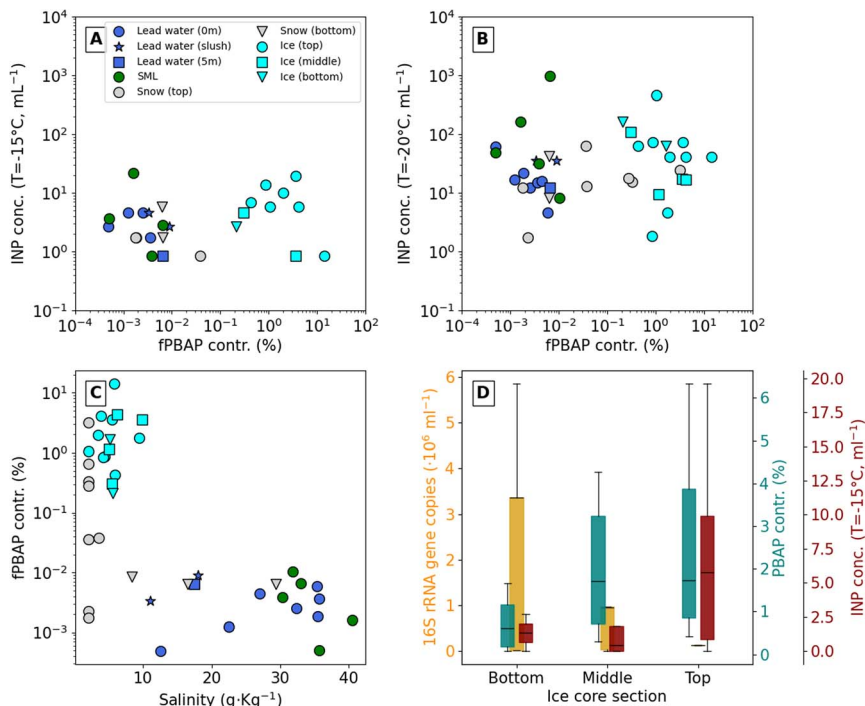 A
Lead water (0m)
Lead water (slush)
Lead water (5m)
SML
Snow (top)
Snow (bottom)
Ice (top)
Ice (middle)
Ice (bottom)
INP conc. (T=-15°C, mL⁻¹)
10⁴
10³
10²
10¹
10⁰
10⁻¹
10⁻⁴ 10⁻³ 10⁻² 10⁻¹ 10⁰ 10¹ 10²
fPBAP contr. (%)
B
INP conc. (T=-20°C, mL⁻¹)
10⁴
10³
10²
10¹
10⁰
10⁻¹
10⁻⁴ 10⁻³ 10⁻² 10⁻¹ 10⁰ 10¹ 10²
fPBAP contr. (%)
C
fPBAP contr. (%)
10¹
10⁰
10⁻¹
10⁻²
10⁻³
10 20 30 40
Salinity (g·Kg⁻¹)
D
16S rRNA gene copies (·10⁶ ml⁻¹)
6
5
4
3
2
1
0
Bottom Middle Top
Ice core section
6
5
4
3
2
1
0
PBAP contr. (%)
20.0
17.5
15.0
12.5
10.0
7.5
5.0
2.5
0.0
INP conc. (T=-15°C, ml⁻¹)